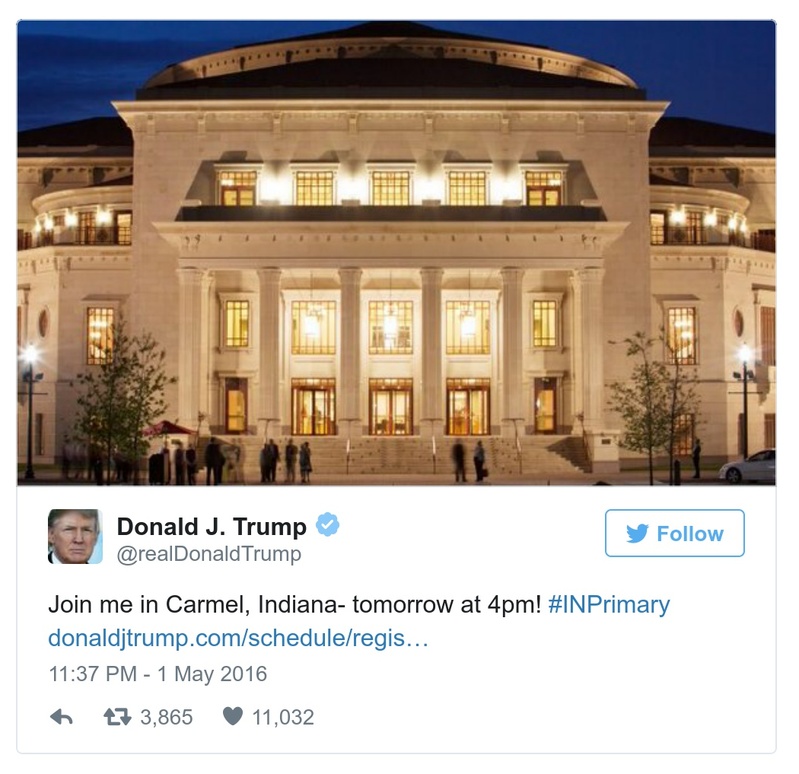 Donald J. Trump
@realDonaldTrump
Follow
Join me in Carmel, Indiana- tomorrow at 4pm! #INPrimary
donaldjtrump.com/schedule/regis…
11:37 PM - 1 May 2016
3,865 11,032